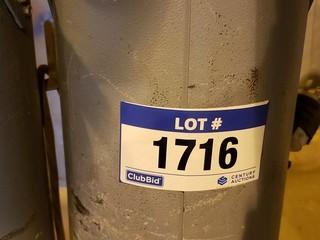 LOT #
1716
ClubBid
CENTURY
AUCTIONS